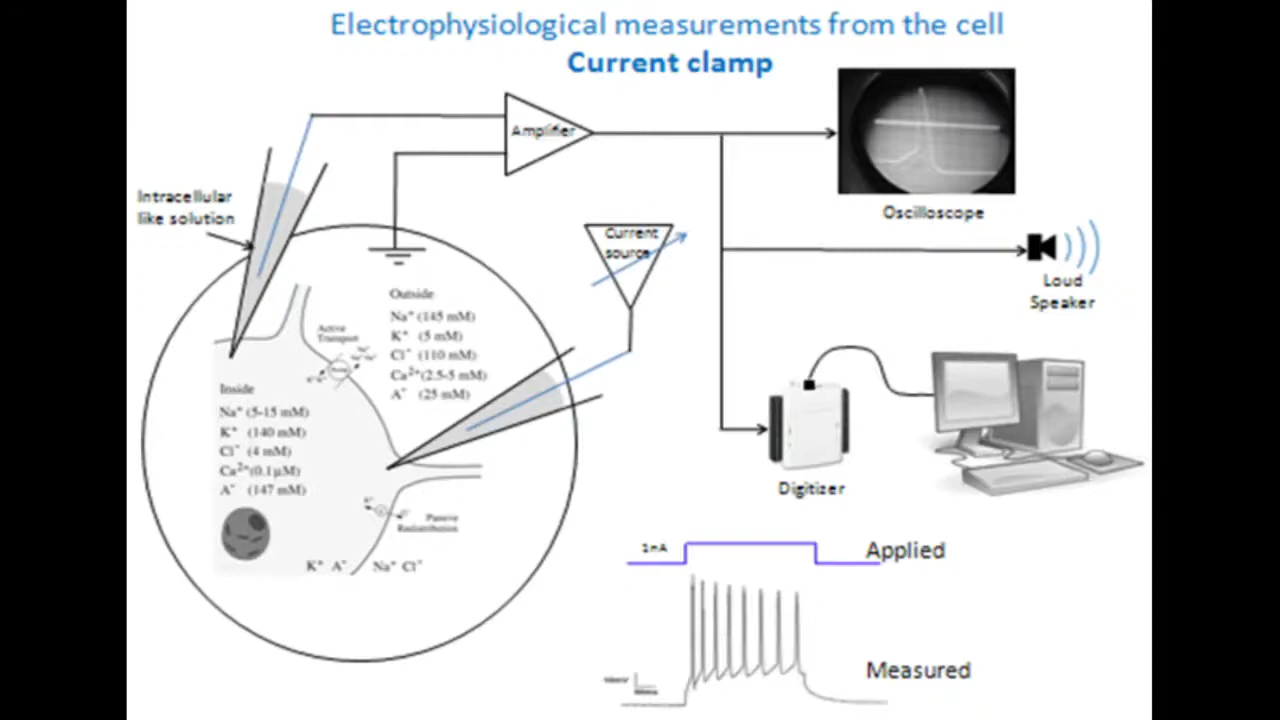 Electrophysiological measurements from the cell
Current clamp
Amplifier
Intracellular
like solution
Oscilloscope
Current
source
Loud
Speaker
Outside
Na⁺ (145 mM)
K⁺ (5 mM)
Cl⁻ (110 mM)
Ca²⁺(2.5-5 mM)
A⁻ (25 mM)
Active
Transport
Inside
Na⁺ (5-15 mM)
K⁺ (140 mM)
Cl⁻ (4 mM)
Ca²⁺(0.1μM)
A⁻ (147 mM)
Passive
Redistribution
K⁺ A⁻ Na⁺ Cl⁻
Digitizer
1nA
Applied
Measured